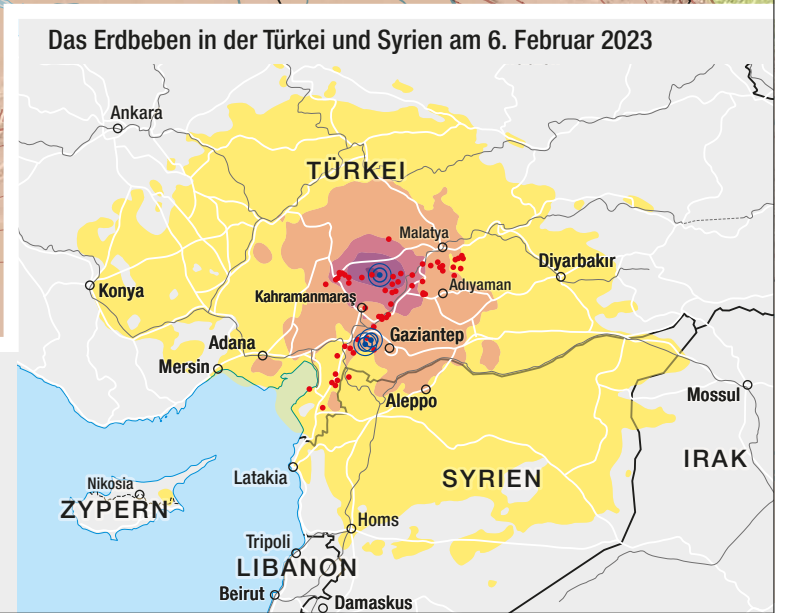 Das Erdbeben in der Türkei und Syrien am 6. Februar 2023
Ankara
TÜRKEI
Malatya
Diyarbakır
Konya
Kahramanmaraş
Adıyaman
Adana
Gaziantep
Mersin
Aleppo
Mossul
Latakia
SYRIEN
IRAK
Nikosia
ZYPERN
Homs
Tripoli
LIBANON
Beirut
Damaskus